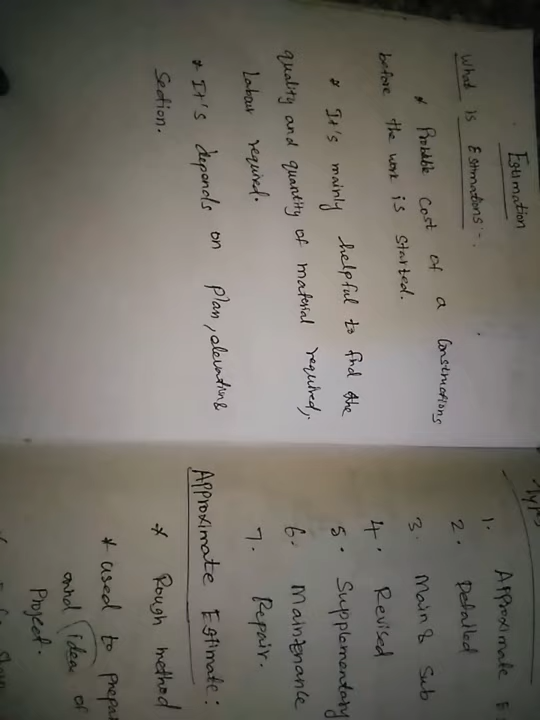 Estimation
What is Estimations:-
* Probable Cost of a Constructions
before the work is started.
* It's mainly helpful to find the
quality and quantity of material required,
Labour required.
* It's depends on plan, elevation &
Section.
Types
1. Approximate
2. Detailed
3. Main & Sub
4. Revised
5. Supplementary
6. Maintenance
7. Repair.
Approximate Estimate:
* Rough method
* used to
idea of
Project.